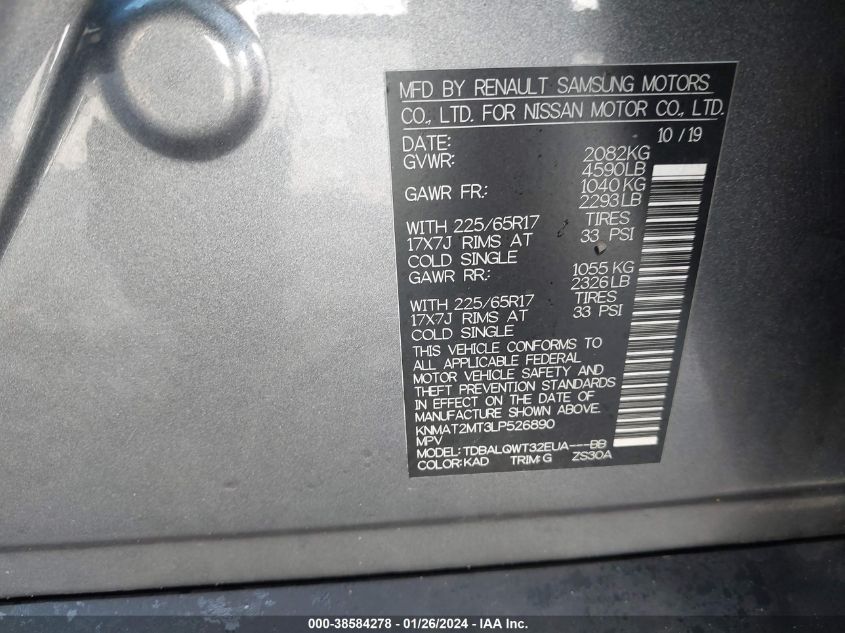 MFD BY RENAULT SAMSUNG MOTORS
CO., LTD. FOR NISSAN MOTOR CO., LTD.
DATE: 10/19
GVWR: 2082KG
4590LB
GAWR FR.: 1040KG
2293LB
WITH 225/65R17 TIRES
17X7J RIMS AT 33 PSI
COLD SINGLE
GAWR RR.: 1055KG
2326LB
WITH 225/65R17 TIRES
17X7J RIMS AT 33 PSI
COLD SINGLE
THIS VEHICLE CONFORMS TO
ALL APPLICABLE FEDERAL
MOTOR VEHICLE SAFETY AND
THEFT PREVENTION STANDARDS
IN EFFECT ON THE DATE OF
MANUFACTURE SHOWN ABOVE.
KNMAT2MT3LP526890
MPV
MODEL: TDBALQWT32EUA---BB
COLOR:KAD TRIM:G ZS30A
000-38584278 - 01/26/2024 - IAA Inc.